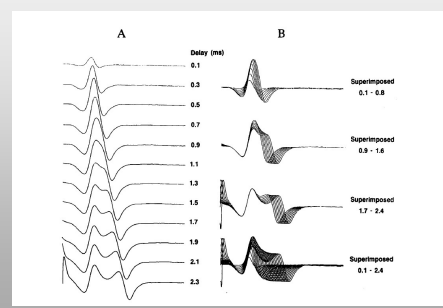 A
B
Delay (ms)
0.1
0.3
0.5
0.7
0.9
1.1
1.3
1.5
1.7
1.9
2.1
2.3
Superimposed
0.1 - 0.8
Superimposed
0.9 - 1.6
Superimposed
1.7 - 2.4
Superimposed
0.1 - 2.4